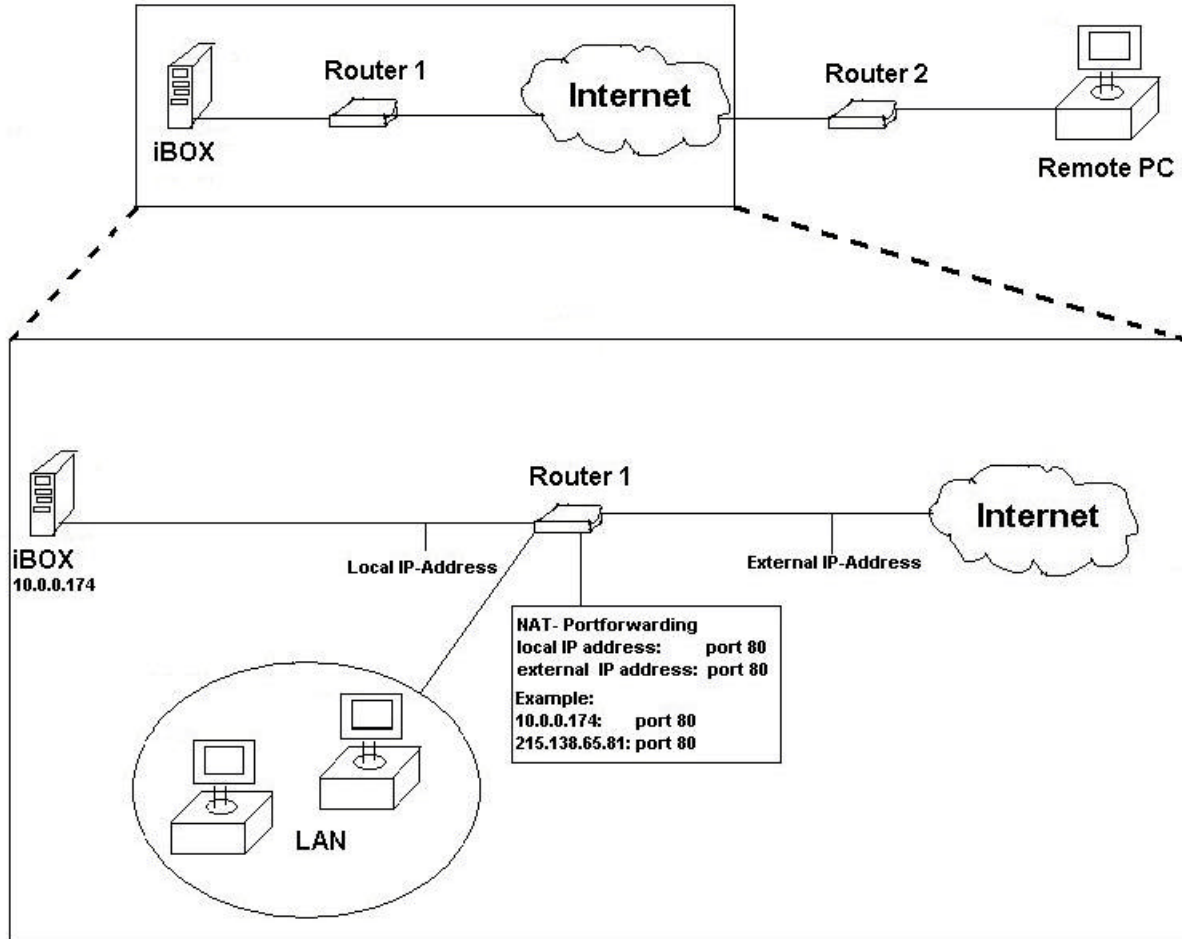 Router 1
Internet
Router 2
iBOX
Remote PC
Router 1
Internet
iBOX
10.0.0.174
Local IP-Address
External IP-Address
NAT- Portforwarding
local IP address: port 80
external IP address: port 80
Example:
10.0.0.174: port 80
215.138.65.81: port 80
LAN